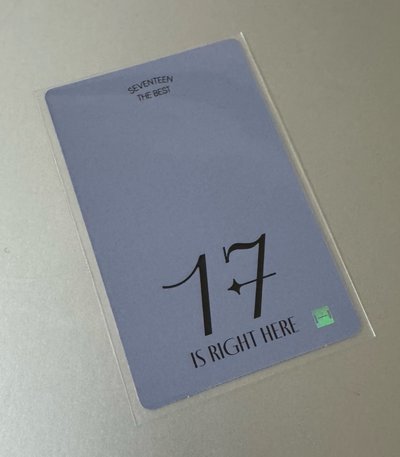 SEVENTEEN
THE BEST
17
IS RIGHT HERE